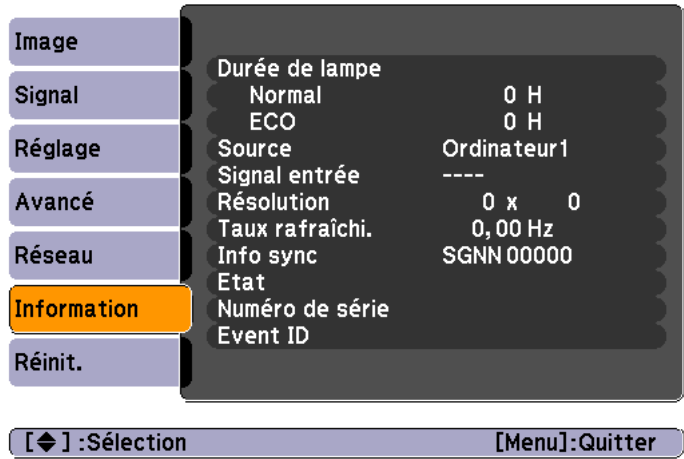 Image
Signal
Réglage
Avancé
Réseau
Information
Réinit.
Durée de lampe
Normal 0 H
ECO 0 H
Source Ordinateur1
Signal entrée ----
Résolution 0 x 0
Taux rafraîchi. 0,00 Hz
Info sync SGNN 00000
Etat
Numéro de série
Event ID
[◆] :Sélection [Menu]:Quitter